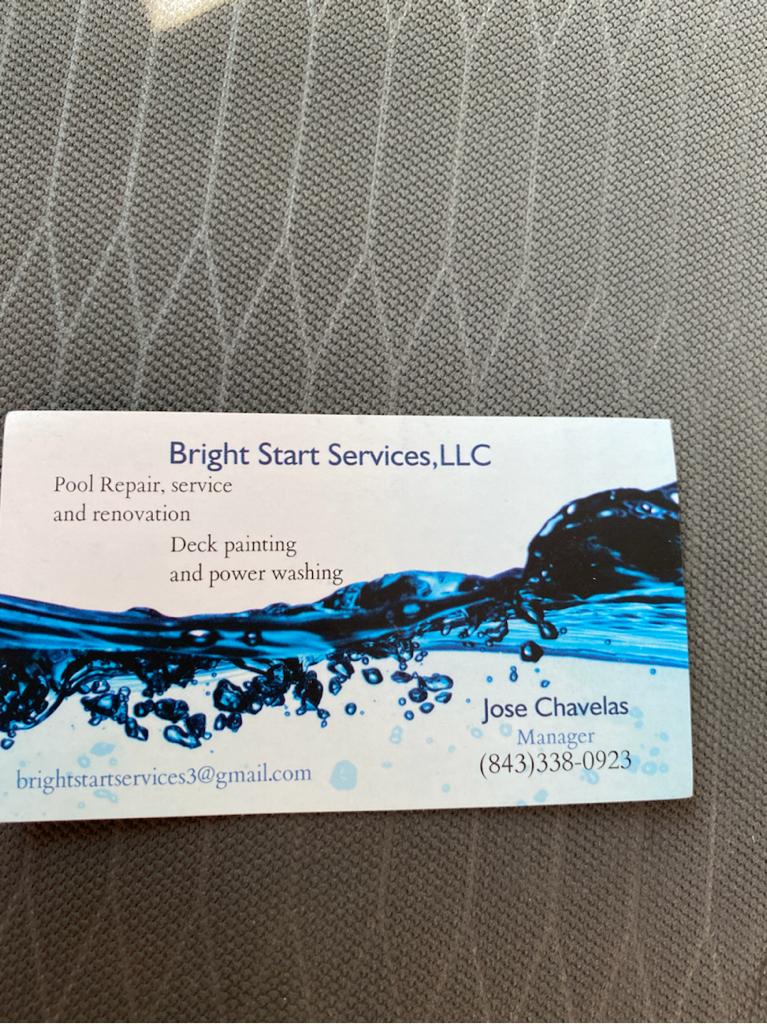 Bright Start Services,LLC
Pool Repair, service
and renovation
Deck painting
and power washing
Jose Chavelas
Manager
(843)338-0923
brightstartservices3@gmail.com